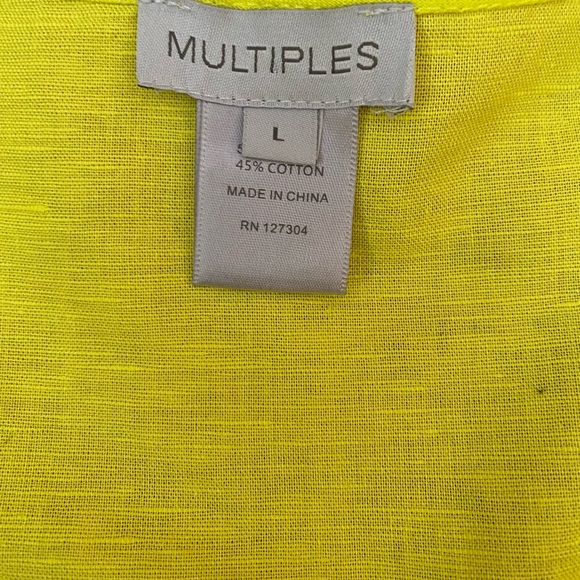 MULTIPLES
L
45% COTTON
MADE IN CHINA
RN 127304